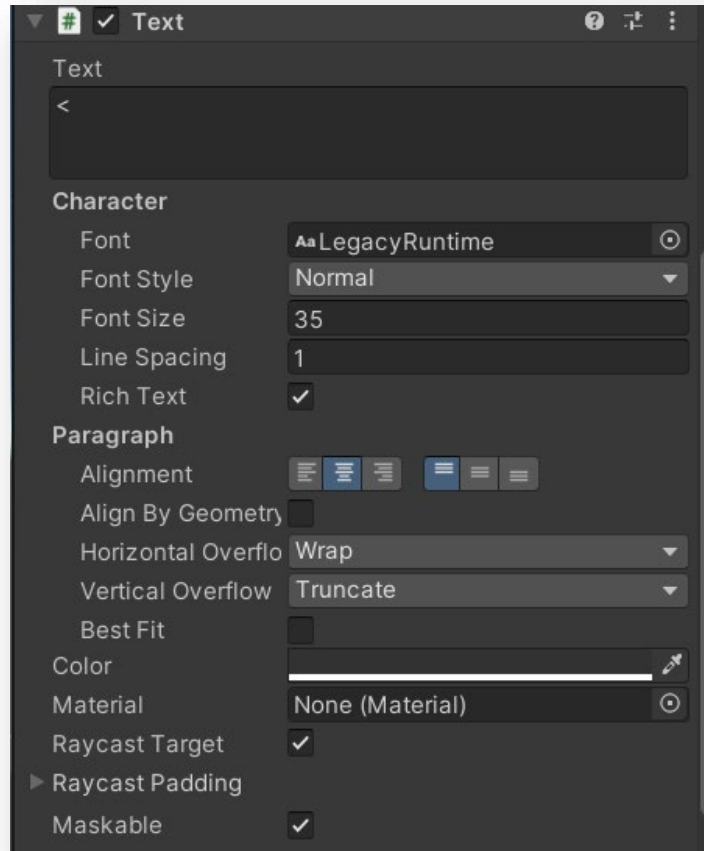 Text
Text
<
Character
Font Aa LegacyRuntime
Font Style Normal
Font Size 35
Line Spacing 1
Rich Text
Paragraph
Alignment
Align By Geometry
Horizontal Overflo Wrap
Vertical Overflow Truncate
Best Fit
Color
Material None (Material)
Raycast Target
Raycast Padding
Maskable